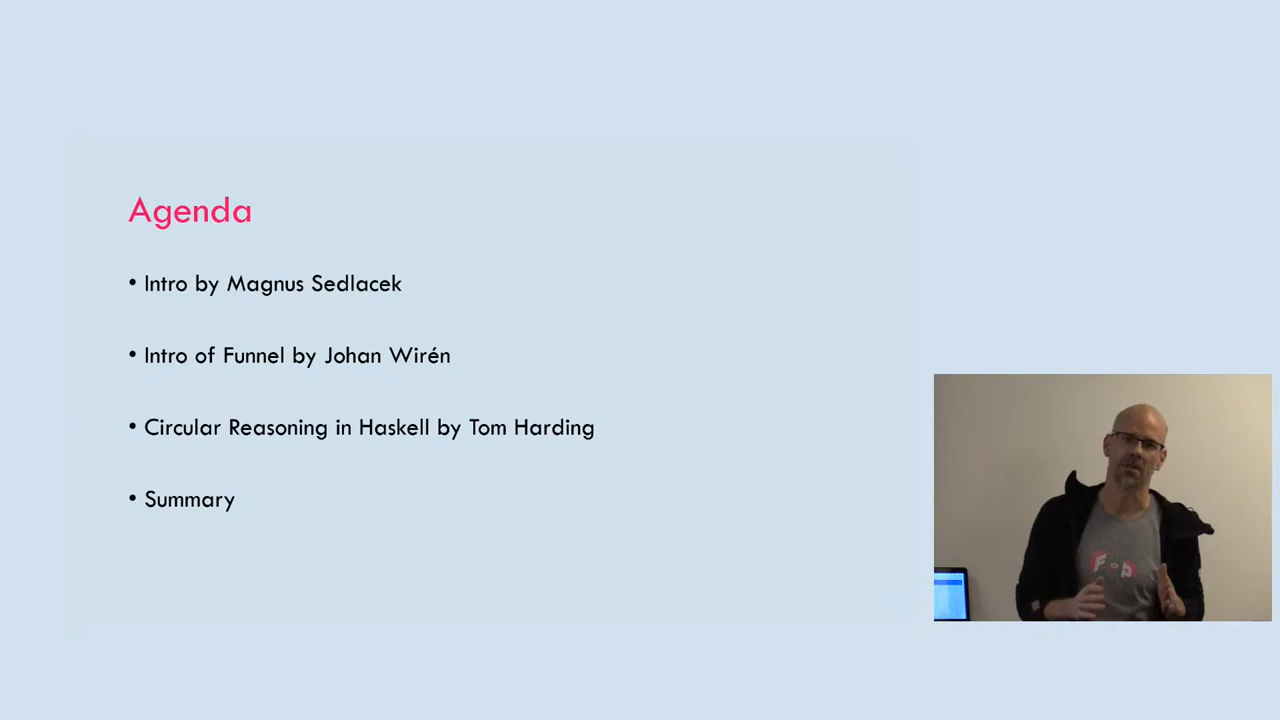 Agenda
• Intro by Magnus Sedlacek
• Intro of Funnel by Johan Wirén
• Circular Reasoning in Haskell by Tom Harding
• Summary